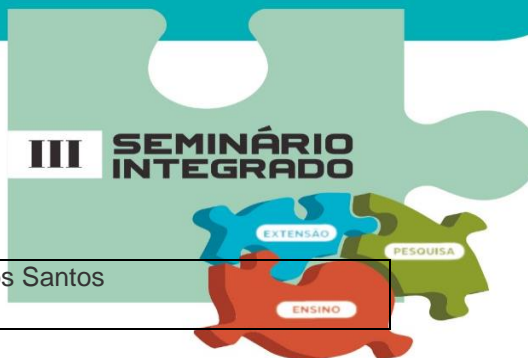 III SEMINÁRIO
INTEGRADO
EXTENSÃO
PESQUISA
Santos
ENSINO